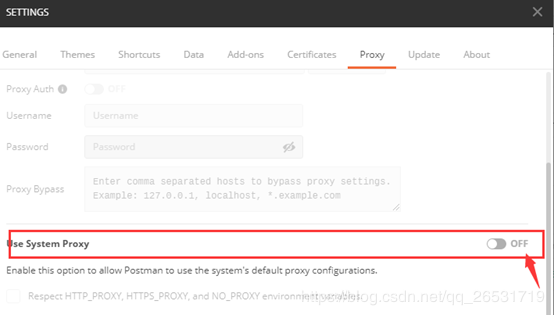 SETTINGS
General Themes Shortcuts Data Add-ons Certificates Proxy Update About
Proxy Auth OFF
Username Username
Password Password
Enter comma separated hosts to bypass proxy settings.
Proxy Bypass
Example: 127.0.0.1, localhost, *.example.com
Use System Proxy OFF
Enable this option to allow Postman to use the system's default proxy configurations.
Respect HTTP_PROXY, HTTPS_PROXY, and NO_PROXY environment variables.
https://blog.csdn.net/qq_26531719